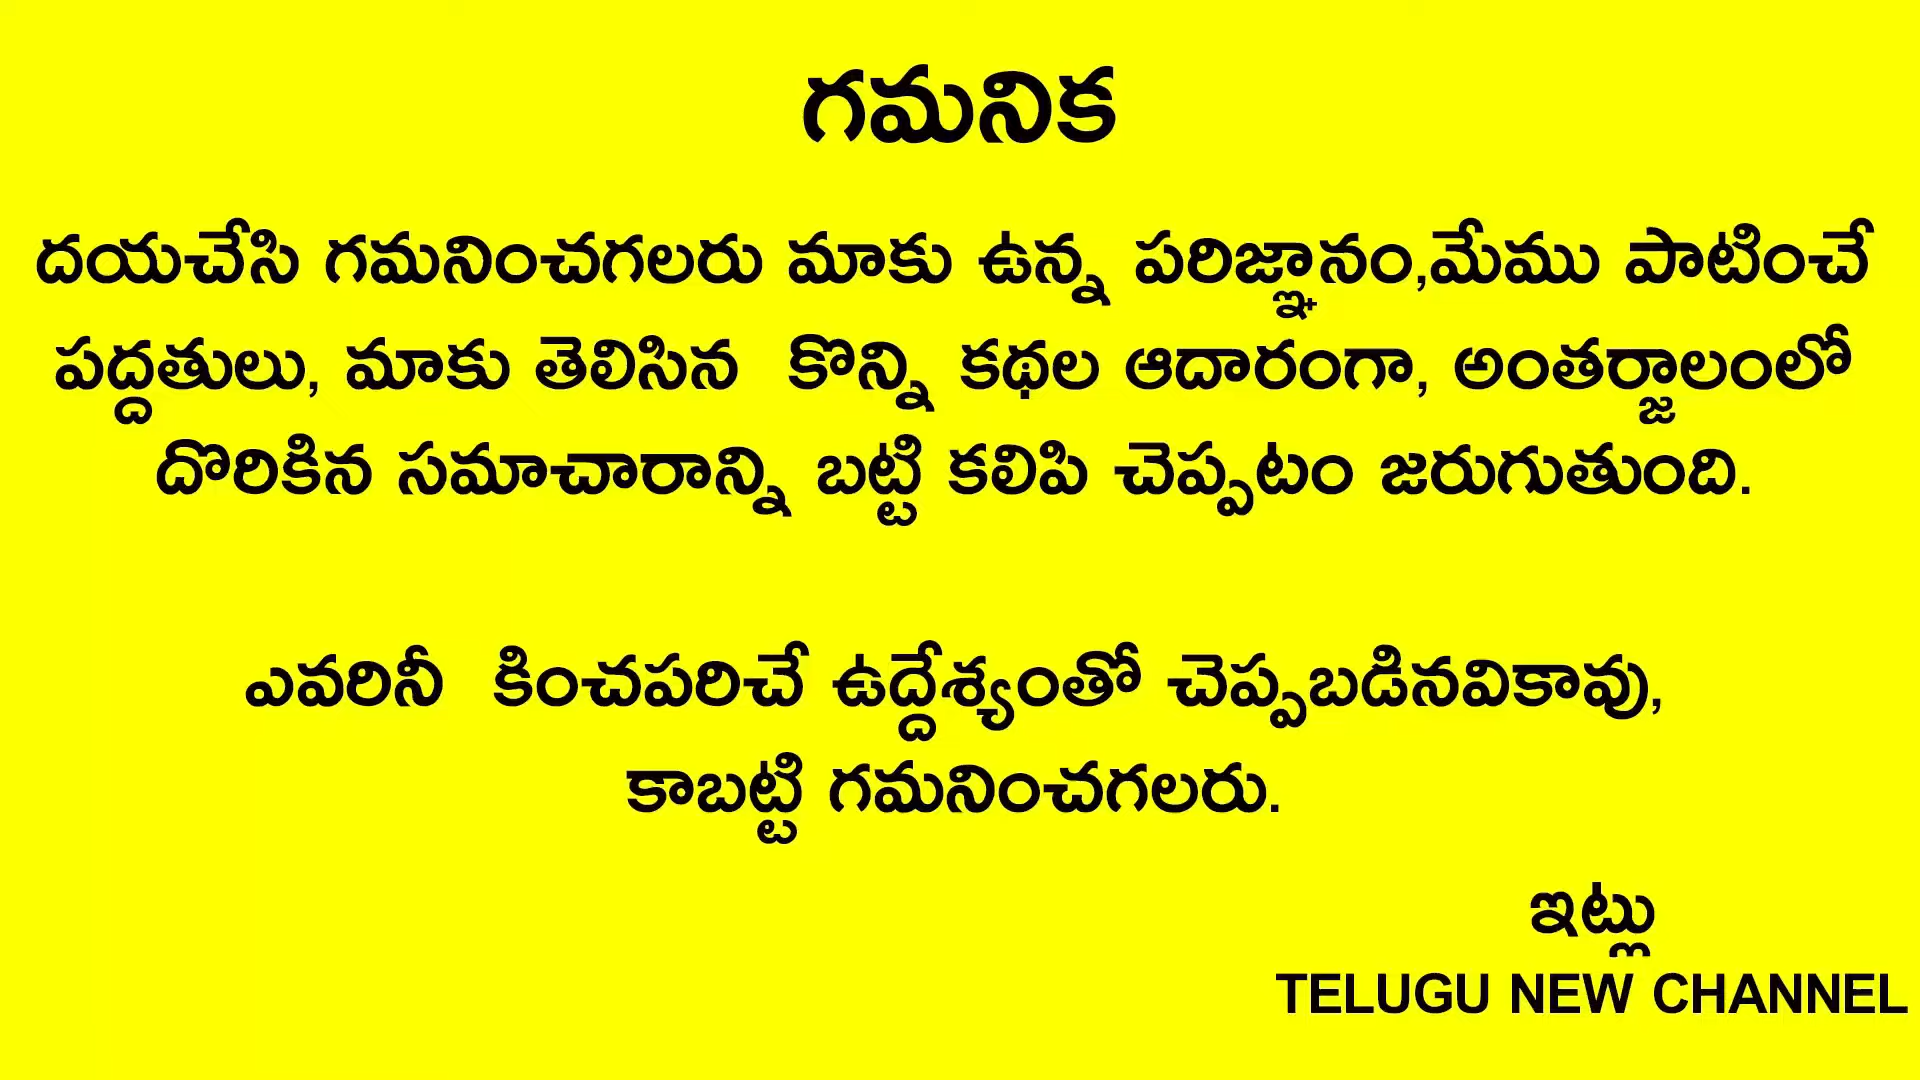 గమనిక
దయచేసి గమనించగలరు మాకు ఉన్న పరిజ్ఞానం,మేము పాటించే
పద్దతులు, మాకు తెలిసిన కొన్ని కథల ఆదారంగా, అంతర్జాలంలో
దొరికిన సమాచారాన్ని బట్టి కలిపి చెప్పటం జరుగుతుంది.
ఎవరినీ కించపరిచే ఉద్దేశ్యంతో చెప్పబడినవికావు,
కాబట్టి గమనించగలరు.
ఇట్లు
TELUGU NEW CHANNEL